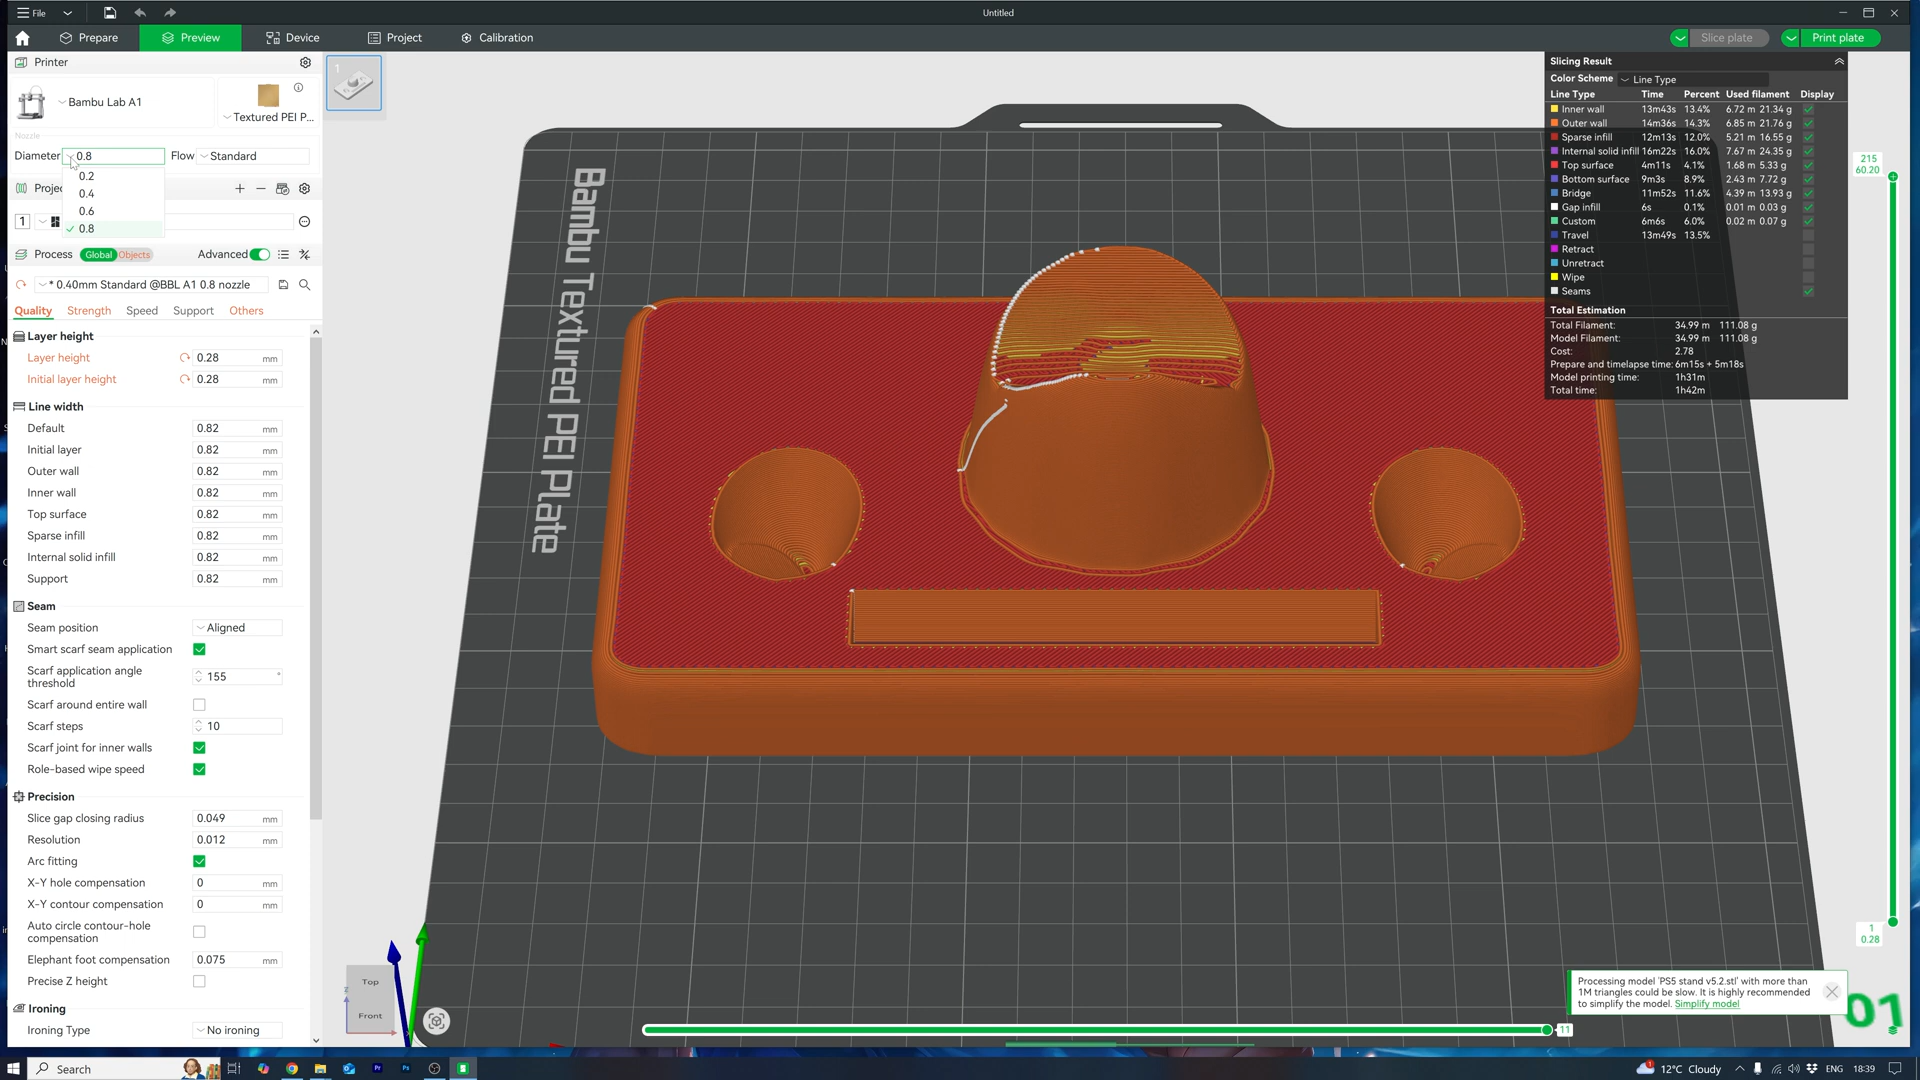 File
Untitled
Prepare
Preview
Device
Project
Calibration
Slice plate
Print plate
Printer
Bambu Lab A1
Textured PEI P...
Nozzle
Diameter 0.8 Flow Standard
0.2
0.4
0.6
0.8
Proje
1
Process Global Objects Advanced
* 0.40mm Standard @BBL A1 0.8 nozzle
Quality Strength Speed Support Others
Layer height
Layer height 0.28 mm
Initial layer height 0.28 mm
Line width
Default 0.82 mm
Initial layer 0.82 mm
Outer wall 0.82 mm
Inner wall 0.82 mm
Top surface 0.82 mm
Sparse infill 0.82 mm
Internal solid infill 0.82 mm
Support 0.82 mm
Seam
Seam position Aligned
Smart scarf seam application
Scarf application angle threshold 155 °
Scarf around entire wall
Scarf steps 10
Scarf joint for inner walls
Role-based wipe speed
Precision
Slice gap closing radius 0.049 mm
Resolution 0.012 mm
Arc fitting
X-Y hole compensation 0 mm
X-Y contour compensation 0 mm
Auto circle contour-hole compensation
Elephant foot compensation 0.075 mm
Precise Z height
Ironing
Ironing Type No ironing
1
Bambu Textured PEI Plate
Top
Front
Slicing Result
Color Scheme Line Type
Line Type Time Percent Used filament Display
Inner wall 13m43s 13.4% 6.72 m 21.34 g
Outer wall 14m36s 14.3% 6.85 m 21.76 g
Sparse infill 12m13s 12.0% 5.21 m 16.55 g
Internal solid infill 16m22s 16.0% 7.67 m 24.35 g
Top surface 4m11s 4.1% 1.68 m 5.33 g
Bottom surface 9m3s 8.9% 2.43 m 7.72 g
Bridge 11m52s 11.6% 4.39 m 13.93 g
Gap infill 6s 0.1% 0.01 m 0.03 g
Custom 6m6s 6.0% 0.02 m 0.07 g
Travel 13m49s 13.5%
Retract
Unretract
Wipe
Seams
Total Estimation
Total Filament: 34.99 m 111.08 g
Model Filament: 34.99 m 111.08 g
Cost: 2.78
Prepare and timelapse time: 6m15s + 5m18s
Model printing time: 1h31m
Total time: 1h42m
215
60.20
1
0.28
Processing model 'PS5 stand v5.2.stl' with more than
1M triangles could be slow. It is highly recommended
to simplify the model. Simplify model
01
11
Search
12°C Cloudy
ENG
18:39